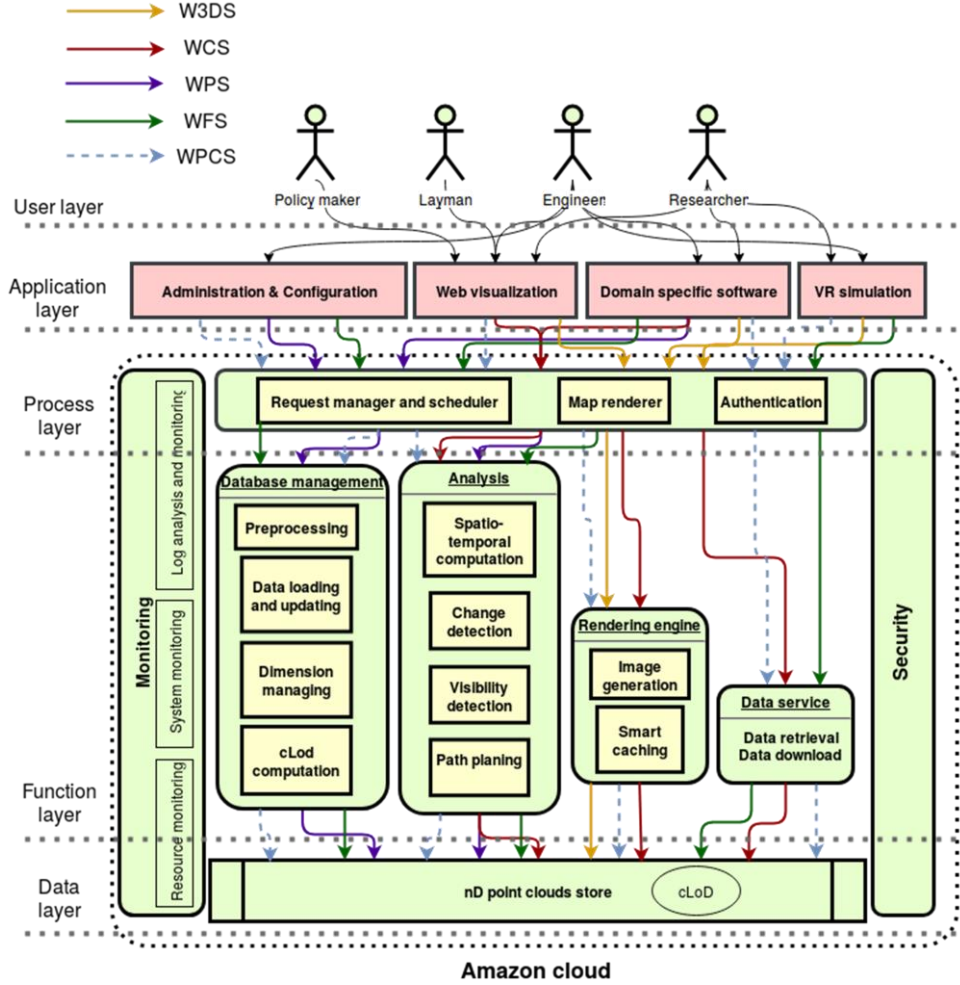 W3DS
WCS
WPS
WFS
WPCS
Policy maker
Layman
Engineer
Researcher
User layer
Application
layer
Administration & Configuration
Web visualization
Domain specific software
VR simulation
Process
layer
Request manager and scheduler
Map renderer
Authentication
Monitoring
Log analysis and monitoring
System monitoring
Resource monitoring
Database management
Preprocessing
Data loading
and updating
Dimension
managing
cLod
computation
Analysis
Spatio-
temporal
computation
Change
detection
Visibility
detection
Path planing
Rendering engine
Image
generation
Smart
caching
Data service
Data retrieval
Data download
Security
Function
layer
Data
layer
nD point clouds store
cLoD
Amazon cloud